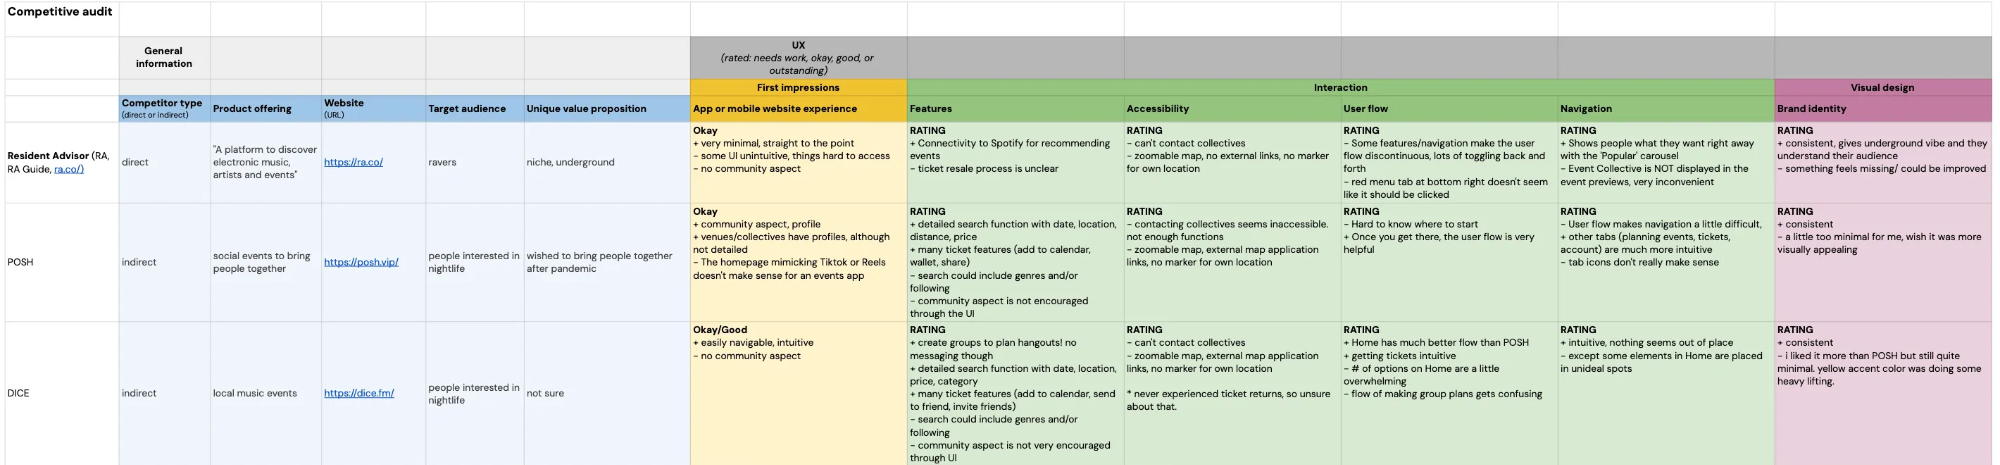 Competitive audit
General
information
UX
(rated: needs work, okay, good, or
outstanding)
First impressions
Interaction
Visual design
Competitor type
(direct or indirect)
Product offering
Website
(URL)
Target audience
Unique value proposition
App or mobile website experience
Features
Accessibility
User flow
Navigation
Brand identity
Resident Advisor (RA,
RA Guide, ra.co/)
direct
"A platform to discover
electronic music,
artists and events"
https://ra.co/
ravers
niche, underground
Okay
+ very minimal, straight to the point
- some UI unintuitive, things hard to access
- no community aspect
RATING
+ Connectivity to Spotify for recommending
events
- ticket resale process is unclear
RATING
- can't contact collectives
- zoomable map, no external links, no marker
for own location
RATING
- Some features/navigation make the user
flow discontinuous, lots of toggling back and
forth
- red menu tab at bottom right doesn't seem
like it should be clicked
RATING
+ Shows people what they want right away
with the 'Popular' carousel
- Event Collective is NOT displayed in the
event previews, very inconvenient
RATING
+ consistent, gives underground vibe and they
understand their audience
- something feels missing/ could be improved
POSH
indirect
social events to bring
people together
https://posh.vip/
people interested in
nightlife
wished to bring people together
after pandemic
Okay
+ community aspect, profile
+ venues/collectives have profiles, although
not detailed
- The homepage mimicking Tiktok or Reels
doesn't make sense for an events app
RATING
+ detailed search function with date, location,
distance, price
+ many ticket features (add to calendar,
wallet, share)
- search could include genres and/or
following
- community aspect is not encouraged
through the UI
RATING
- contacting collectives seems inaccessible.
not enough functions
- zoomable map, external map application
links, no marker for own location
RATING
- Hard to know where to start
+ Once you get there, the user flow is very
helpful
RATING
- User flow makes navigation a little difficult,
+ other tabs (planning events, tickets,
account) are much more intuitive
- tab icons don't really make sense
RATING
+ consistent
- a little too minimal for me, wish it was more
visually appealing
DICE
indirect
local music events
https://dice.fm/
people interested in
nightlife
not sure
Okay/Good
+ easily navigable, intuitive
- no community aspect
RATING
+ create groups to plan hangouts! no
messaging though
+ detailed search function with date, location,
price, category
+ many ticket features (add to calendar, send
to friend, invite friends)
- search could include genres and/or
following
- community aspect is not very encouraged
through UI
RATING
- can't contact collectives
- zoomable map, external map application
links, no marker for own location
* never experienced ticket returns, so unsure
about that.
RATING
+ Home has much better flow than POSH
+ getting tickets intuitive
- # of options on Home are a little
overwhelming
- flow of making group plans gets confusing
RATING
+ intuitive, nothing seems out of place
- except some elements in Home are placed
in unideal spots
RATING
+ consistent
- i liked it more than POSH but still quite
minimal. yellow accent color was doing some
heavy lifting.